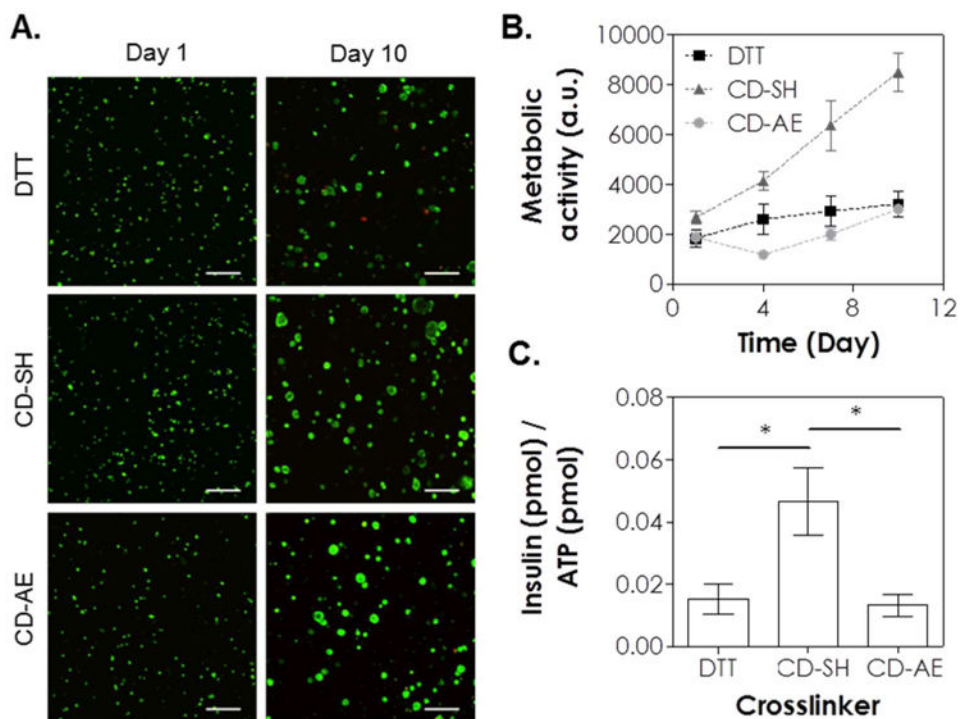 A.
Day 1
Day 10
DTT
CD-SH
CD-AE
B.
10000
8000
6000
4000
2000
0
Metabolic
activity (a.u.)
DTT
CD-SH
CD-AE
0
4
8
12
Time (Day)
C.
0.08
0.06
0.04
0.02
0.00
Insulin (pmol) /
ATP (pmol)
*
*
DTT
CD-SH
CD-AE
Crosslinker